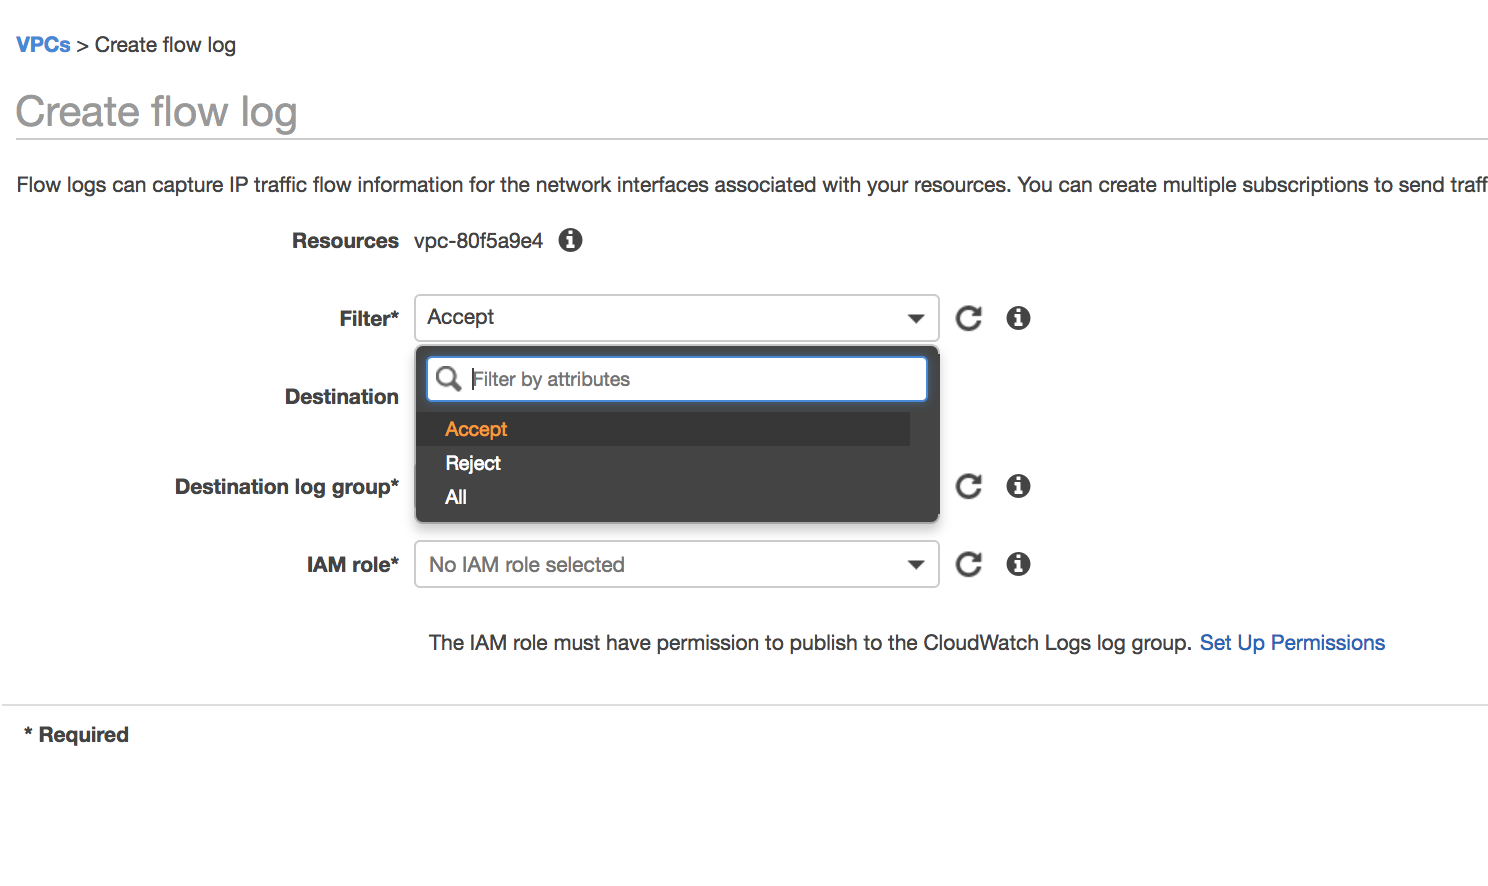 VPCs > Create flow log
Create flow log
Flow logs can capture IP traffic flow information for the network interfaces associated with your resources. You can create multiple subscriptions to send traff
Resources vpc-80f5a9e4
Filter* Accept
Filter by attributes
Destination
Accept
Reject
Destination log group*
All
IAM role* No IAM role selected
The IAM role must have permission to publish to the CloudWatch Logs log group. Set Up Permissions
* Required